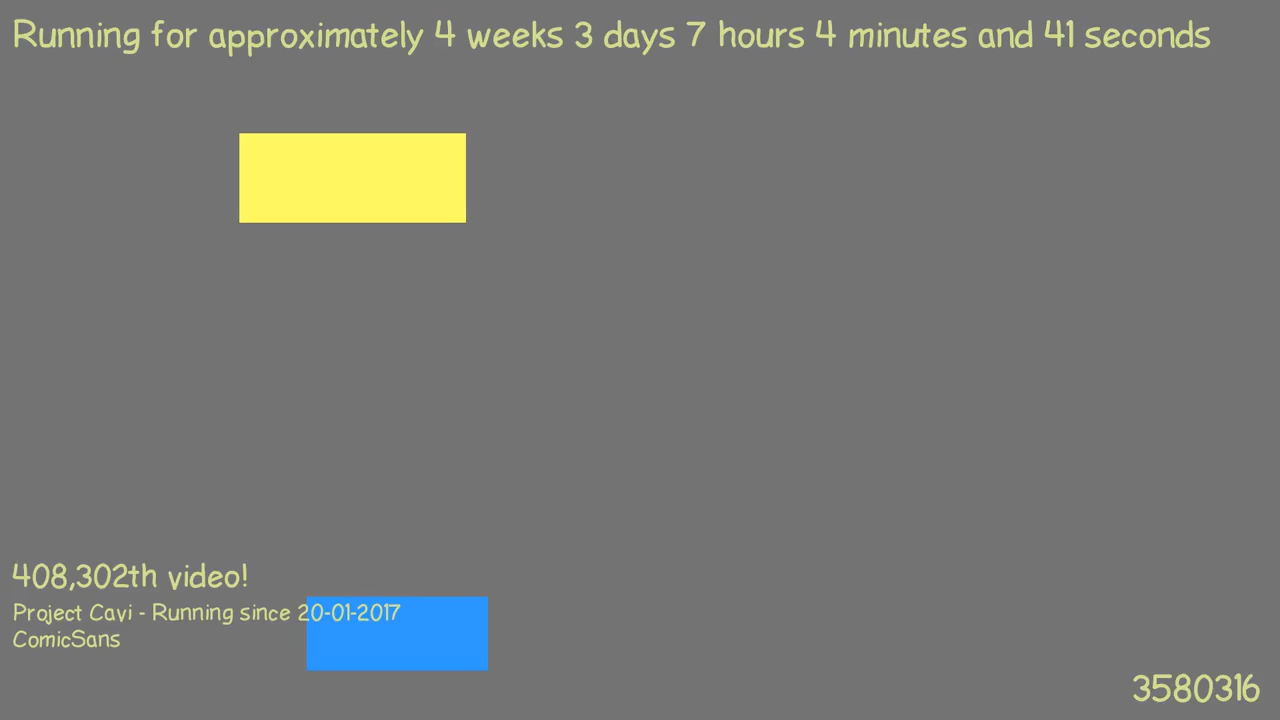 Running for approximately 4 weeks 3 days 7 hours 4 minutes and 41 seconds
408,302th video!
Project Cavi - Running since 20-01-2017
ComicSans
3580316